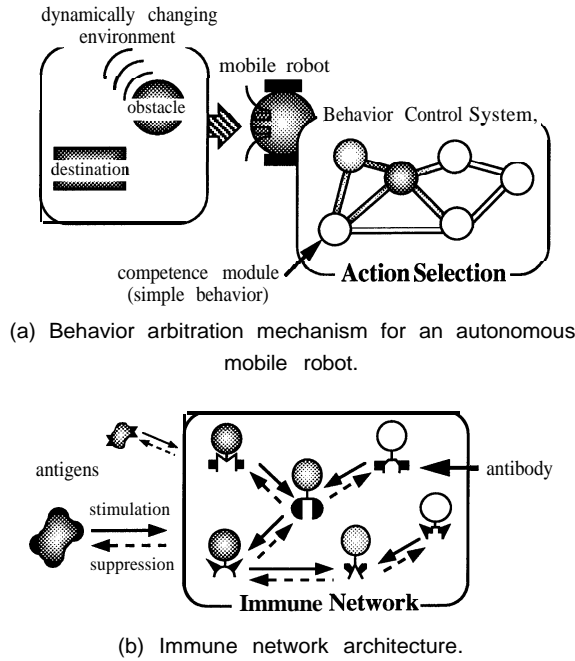 dynamically changing
environment
mobile robot
obstacle
Behavior Control System,
destination
competence module
(simple behavior)
Action Selection
(a) Behavior arbitration mechanism for an autonomous
mobile robot.
antigens
antibody
stimulation
suppression
Immune Network
(b) Immune network architecture.